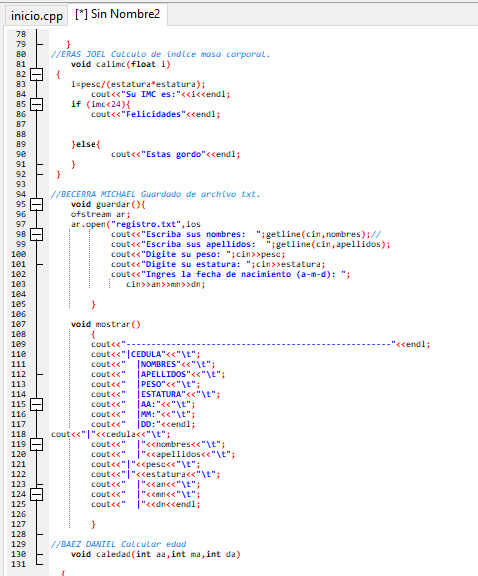 inicio.cpp [*] Sin Nombre2
78
79 }
80 //ERAS JOEL Calculo de indice masa corporal.
81 void calimc(float i)
82 {
83 i=peso/(estatura*estatura);
84 cout<<"Su IMC es:"<<i<<endl;
85 if (imc<24){
86 cout<<"Felicidades"<<endl;
87
88
89 }else{
90 cout<<"Estas gordo"<<endl;
91 }
92 }
93
94 //BECERRA MICHAEL Guardado de archivo txt.
95 void guardar(){
96 ofstream ar;
97 ar.open("registro.txt",ios
98 cout<<"Escriba sus nombres:  ";getline(cin,nombres);//
99 cout<<"Escriba sus apellidos:  ";getline(cin,apellidos);
100 cout<<"Digite su peso: ";cin>>peso;
101 cout<<"Digite su estatura: ";cin>>estatura;
102 cout<<"Ingres la fecha de nacimiento (a-m-d): ";
103 cin>>an>>mn>>dn;
104
105 }
106
107 void mostrar()
108 {
109 cout<<"----------------------------------------------------"<<endl;
110 cout<<"|CEDULA"<<"\t";
111 cout<<"  |NOMBRES"<<"\t";
112 cout<<"  |APELLIDOS"<<"\t";
113 cout<<"  |PESO"<<"\t";
114 cout<<"  |ESTATURA"<<"\t";
115 cout<<"  |AA:"<<"\t";
116 cout<<"  |MM:"<<"\t";
117 cout<<"  |DD:"<<endl;
118 cout<<"|"<<cedula<<"\t";
119 cout<<"  |"<<nombres<<"\t";
120 cout<<"  |"<<apellidos<<"\t";
121 cout<<"|"<<peso<<"\t";
122 cout<<"|"<<estatura<<"\t";
123 cout<<"  |"<<an<<"\t";
124 cout<<"  |"<<mn<<"\t";
125 cout<<"  |"<<dn<<endl;
126
127 }
128
129 //BAEZ DANIEL Calcular edad
130 void caledad(int aa,int ma,int da)
131
{